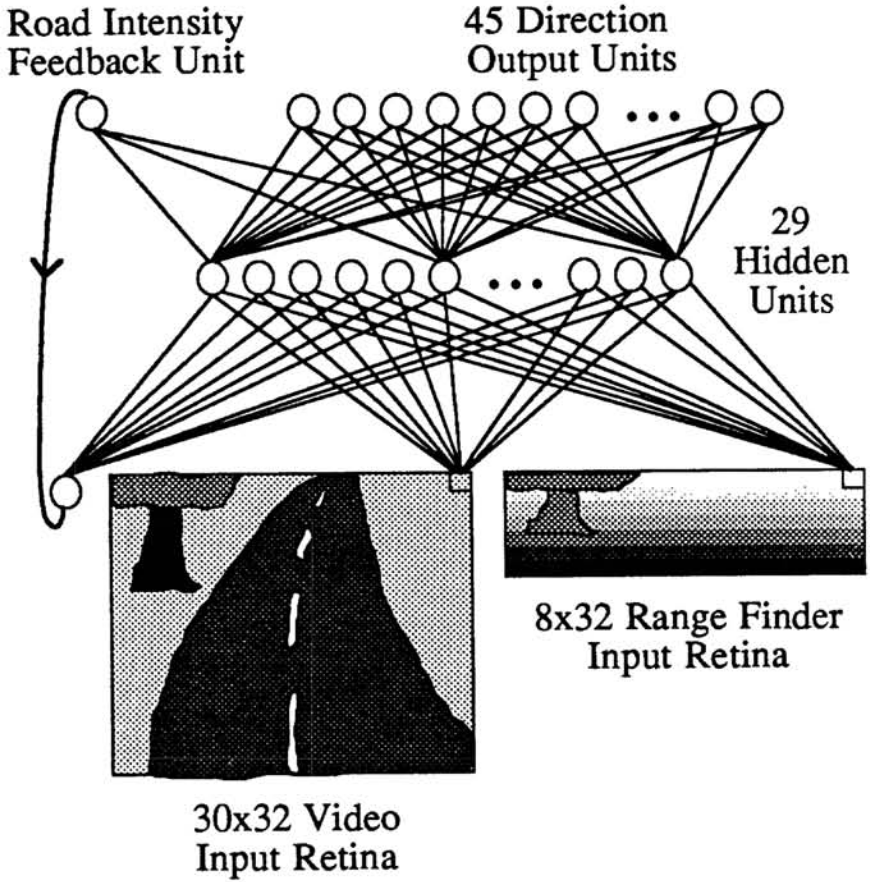 Road Intensity
Feedback Unit
45 Direction
Output Units
29
Hidden
Units
8x32 Range Finder
Input Retina
30x32 Video
Input Retina